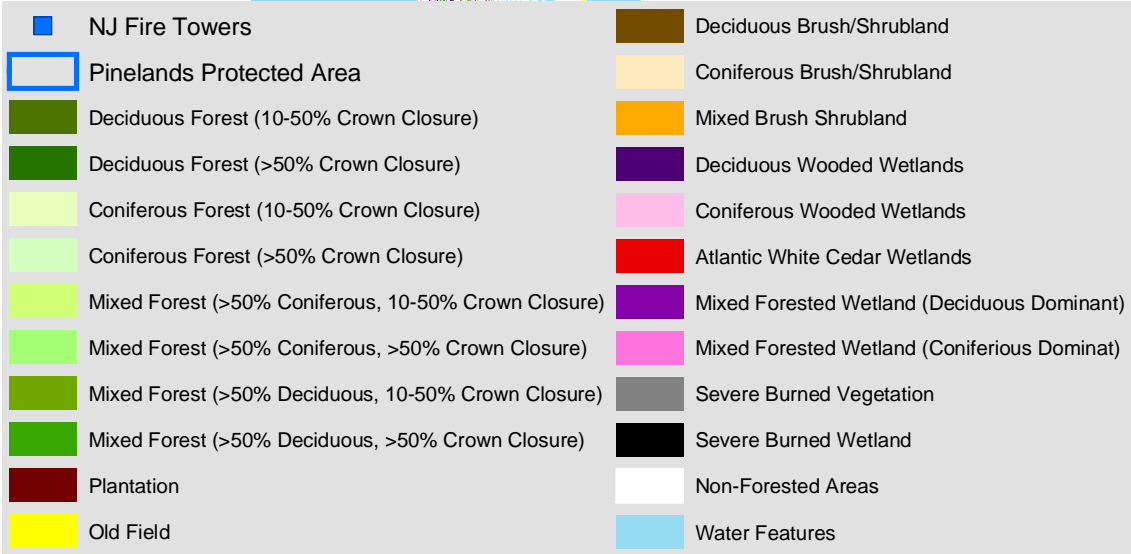 NJ Fire Towers
Pinelands Protected Area
Deciduous Forest (10-50% Crown Closure)
Deciduous Forest (>50% Crown Closure)
Coniferous Forest (10-50% Crown Closure)
Coniferous Forest (>50% Crown Closure)
Mixed Forest (>50% Coniferous, 10-50% Crown Closure)
Mixed Forest (>50% Coniferous, >50% Crown Closure)
Mixed Forest (>50% Deciduous, 10-50% Crown Closure)
Mixed Forest (>50% Deciduous, >50% Crown Closure)
Plantation
Old Field
Deciduous Brush/Shrubland
Coniferous Brush/Shrubland
Mixed Brush Shrubland
Deciduous Wooded Wetlands
Coniferous Wooded Wetlands
Atlantic White Cedar Wetlands
Mixed Forested Wetland (Deciduous Dominant)
Mixed Forested Wetland (Coniferious Dominat)
Severe Burned Vegetation
Severe Burned Wetland
Non-Forested Areas
Water Features